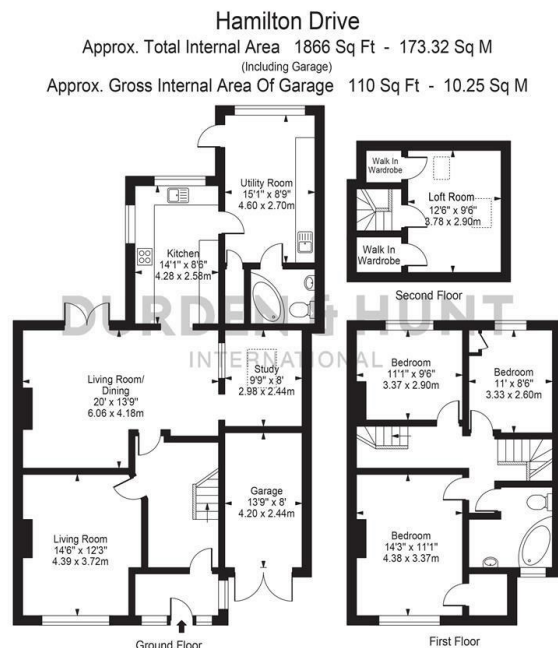 Hamilton Drive
Approx. Total Internal Area 1866 Sq Ft - 173.32 Sq M
(Including Garage)
Approx. Gross Internal Area Of Garage 110 Sq Ft - 10.25 Sq M
Utility Room
15'1" x 8'9"
4.60 x 2.70m
Kitchen
14'1" x 8'6"
4.28 x 2.58m
Walk In
Wardrobe
Loft Room
12'6" x 9'6"
3.78 x 2.90m
Walk In
Wardrobe
Second Floor
DURDEN & HUNT
INTERNATIONAL
Living Room/
Dining
20' x 13'9"
6.06 x 4.18m
Study
9'9" x 8'
2.98 x 2.44m
Bedroom
11'1" x 9'6"
3.37 x 2.90m
Bedroom
11' x 8'6"
3.33 x 2.60m
Living Room
14'6" x 12'3"
4.39 x 3.72m
Garage
13'9" x 8'
4.20 x 2.44m
Bedroom
14'3" x 11'1"
4.38 x 3.37m
Ground Floor
First Floor